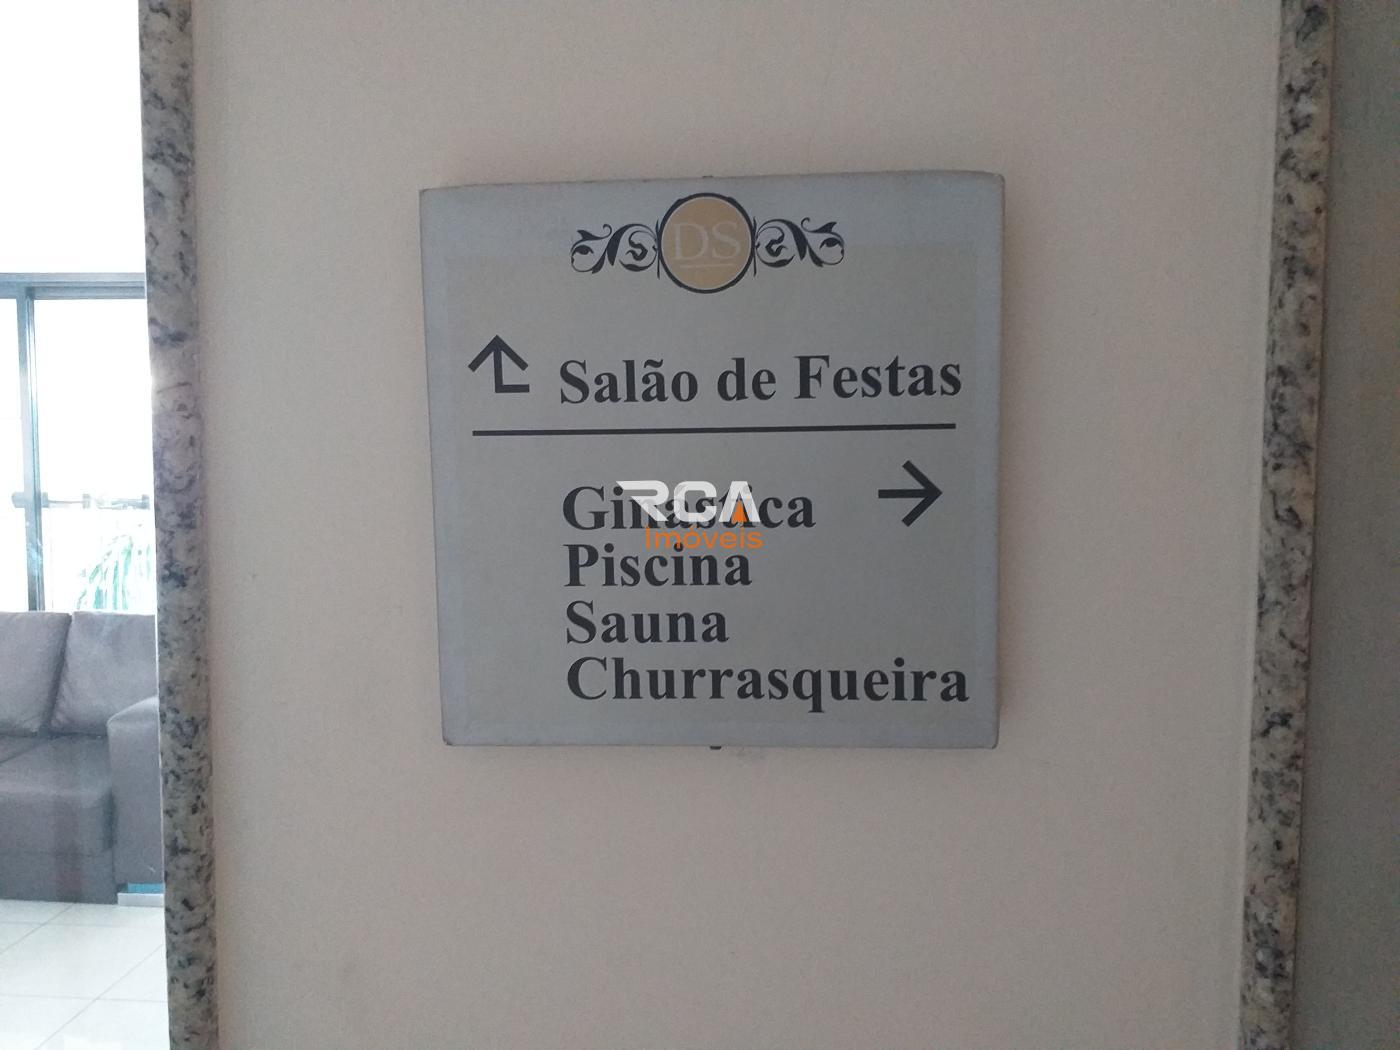 DS
Salão de Festas
Ginástica
RCA
Imóveis
Piscina
Sauna
Churrasqueira